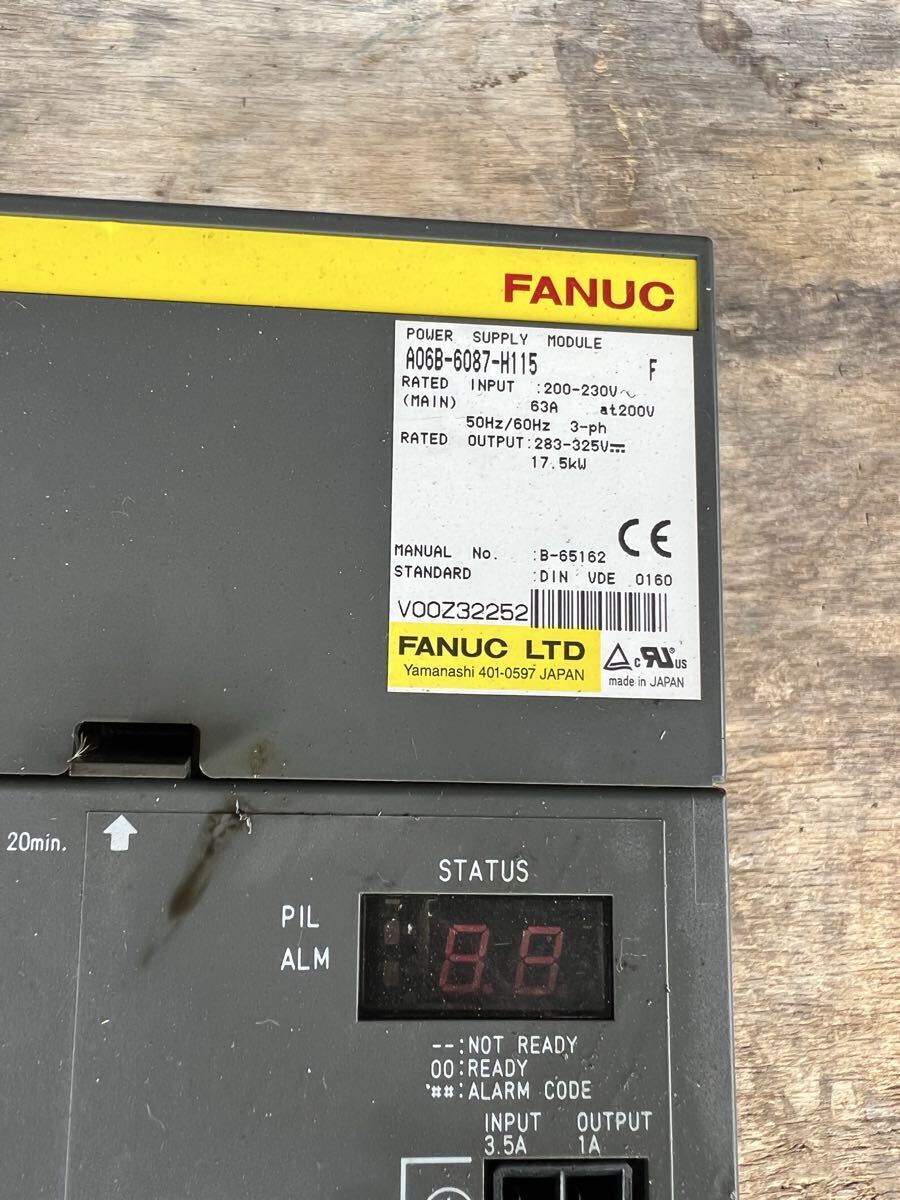 FANUC
POWER SUPPLY MODULE
A06B-6087-H115 F
RATED INPUT :200-230V~
(MAIN) 63A at200V
50Hz/60Hz 3-ph
RATED OUTPUT:283-325V⎓
17.5kW
CE
MANUAL No. :B-65162
STANDARD :DIN VDE 0160
V00Z32252
FANUC LTD
Yamanashi 401-0597 JAPAN
c RU US
made in JAPAN
20min.
STATUS
PIL
ALM
88
--:NOT READY
00:READY
##:ALARM CODE
INPUT OUTPUT
3.5A 1A